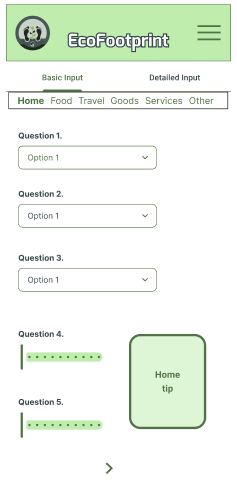 EcoFootprint
Basic Input Detailed Input
Home Food Travel Goods Services Other
Question 1.
Option 1
Question 2.
Option 1
Question 3.
Option 1
Question 4.
Home
tip
Question 5.